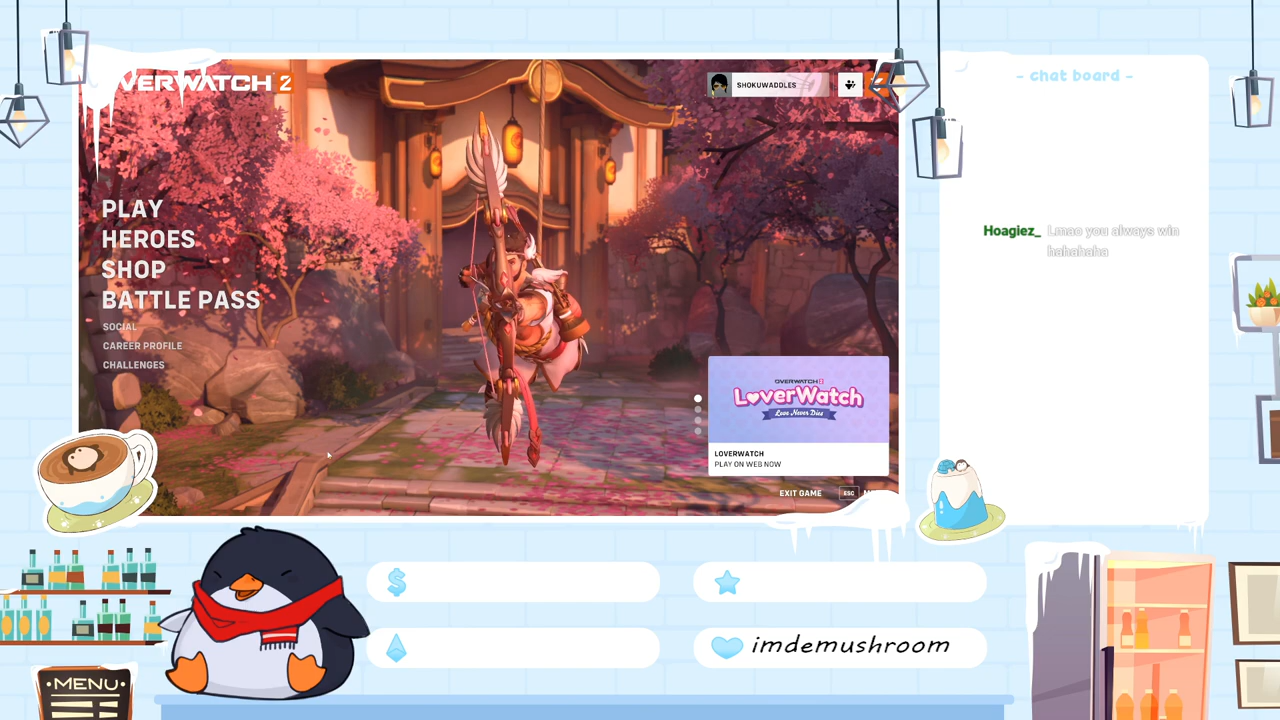 OVERWATCH 2
SHOKUWADDLES
- chat board -
PLAY
HEROES
SHOP
BATTLE PASS
SOCIAL
CAREER PROFILE
CHALLENGES
Hoagiez_ Lmao you always win
hahahaha
OVERWATCH 2
LoverWatch
Love Never Dies
LOVERWATCH
PLAY ON WEB NOW
EXIT GAME ESC
imdemushroom
•MENU•